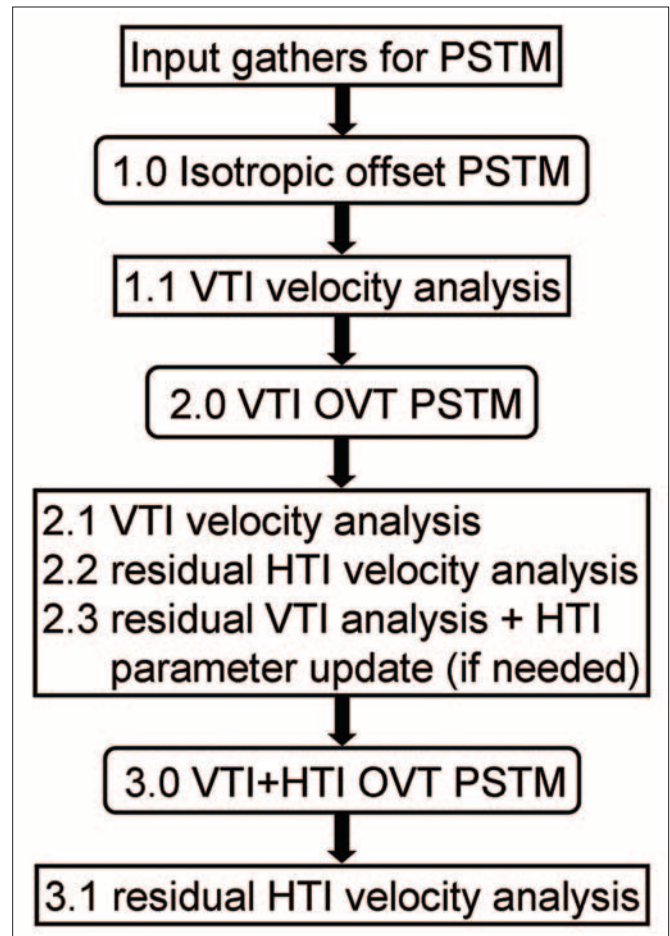 Input gathers for PSTM
1.0 Isotropic offset PSTM
1.1 VTI velocity analysis
2.0 VTI OVT PSTM
2.1 VTI velocity analysis
2.2 residual HTI velocity analysis
2.3 residual VTI analysis + HTI
parameter update (if needed)
3.0 VTI+HTI OVT PSTM
3.1 residual HTI velocity analysis